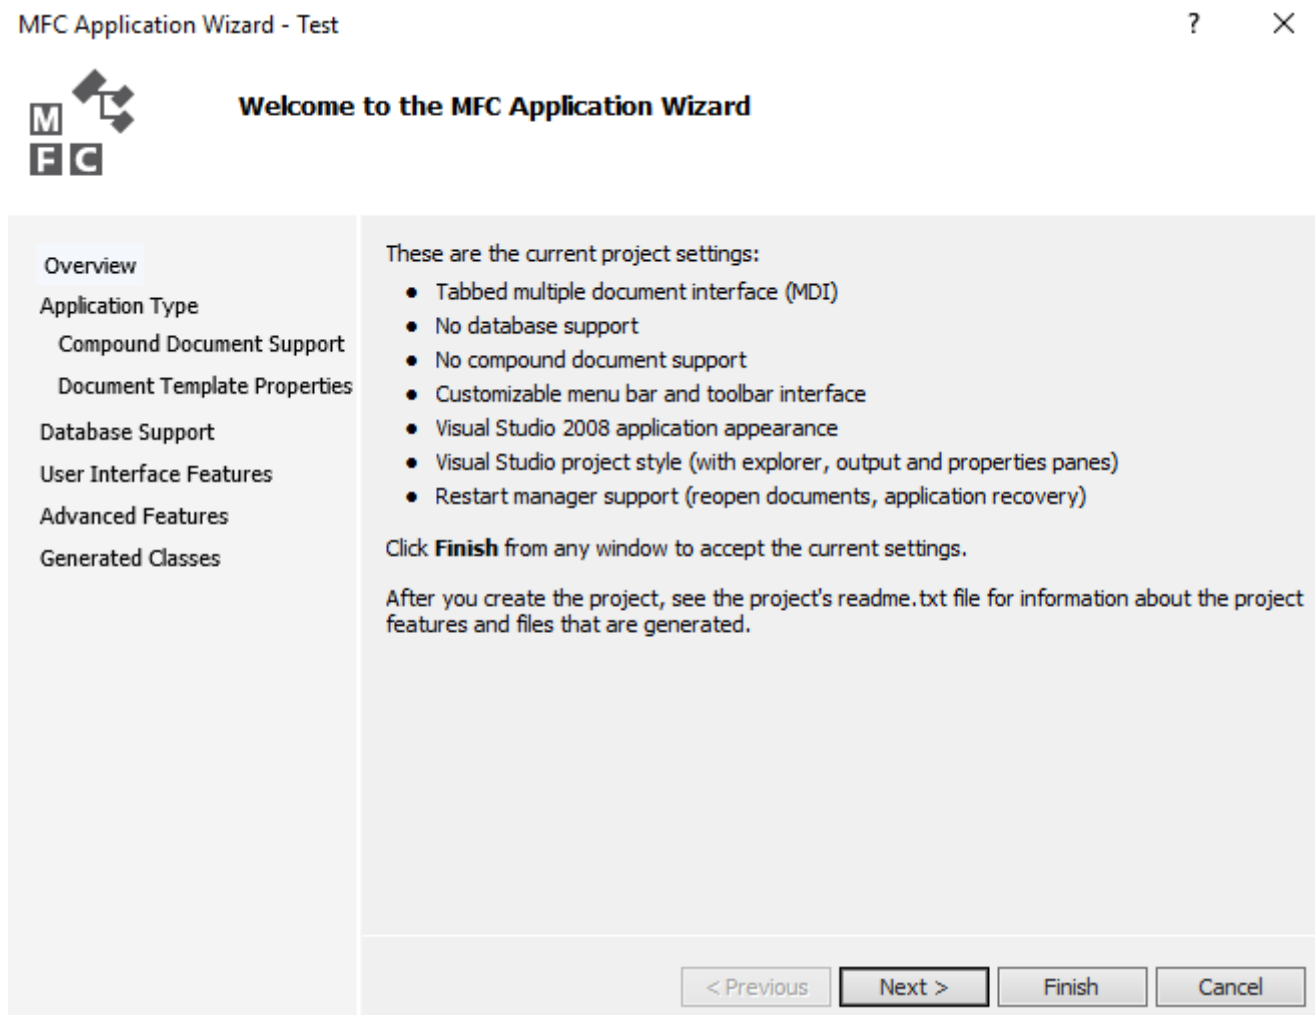 MFC Application Wizard - Test
?
M
F C
Welcome to the MFC Application Wizard
Overview
Application Type
Compound Document Support
Document Template Properties
Database Support
User Interface Features
Advanced Features
Generated Classes
These are the current project settings:
• Tabbed multiple document interface (MDI)
• No database support
• No compound document support
• Customizable menu bar and toolbar interface
• Visual Studio 2008 application appearance
• Visual Studio project style (with explorer, output and properties panes)
• Restart manager support (reopen documents, application recovery)
Click Finish from any window to accept the current settings.
After you create the project, see the project's readme.txt file for information about the project
features and files that are generated.
< Previous
Next >
Finish
Cancel